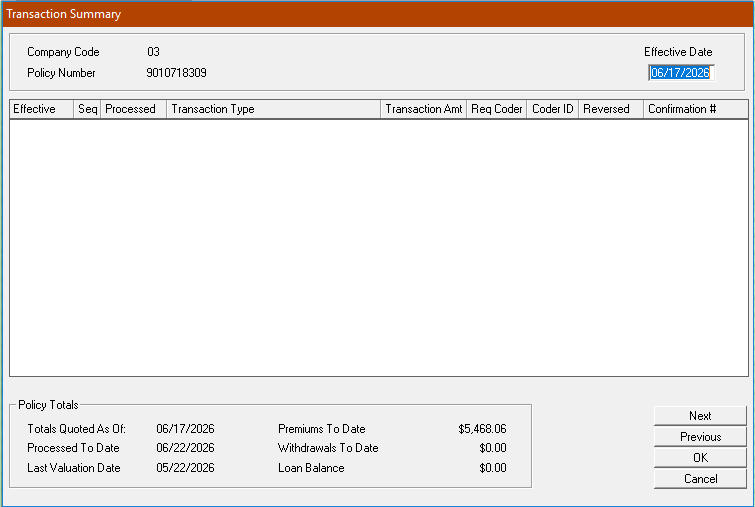 Transaction Summary
Company Code 03 Effective Date
Policy Number 9010718309 06/17/2026
Effective Seq Processed Transaction Type Transaction Amt Req Coder Coder ID Reversed Confirmation #
Policy Totals
Totals Quoted As Of: 06/17/2026 Premiums To Date $5,468.06
Processed To Date 06/22/2026 Withdrawals To Date $0.00
Last Valuation Date 05/22/2026 Loan Balance $0.00
Next
Previous
OK
Cancel